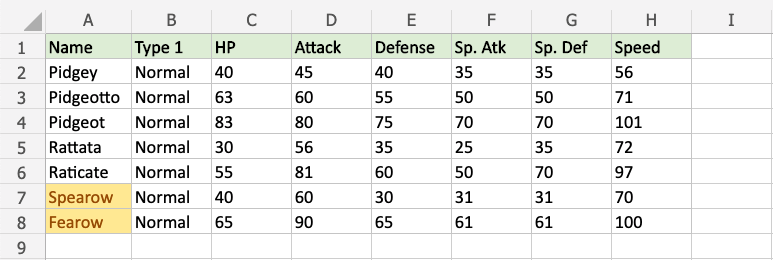 A B C D E F G H I
1 Name Type 1 HP Attack Defense Sp. Atk Sp. Def Speed
2 Pidgey Normal 40 45 40 35 35 56
3 Pidgeotto Normal 63 60 55 50 50 71
4 Pidgeot Normal 83 80 75 70 70 101
5 Rattata Normal 30 56 35 25 35 72
6 Raticate Normal 55 81 60 50 70 97
7 Spearow Normal 40 60 30 31 31 70
8 Fearow Normal 65 90 65 61 61 100
9